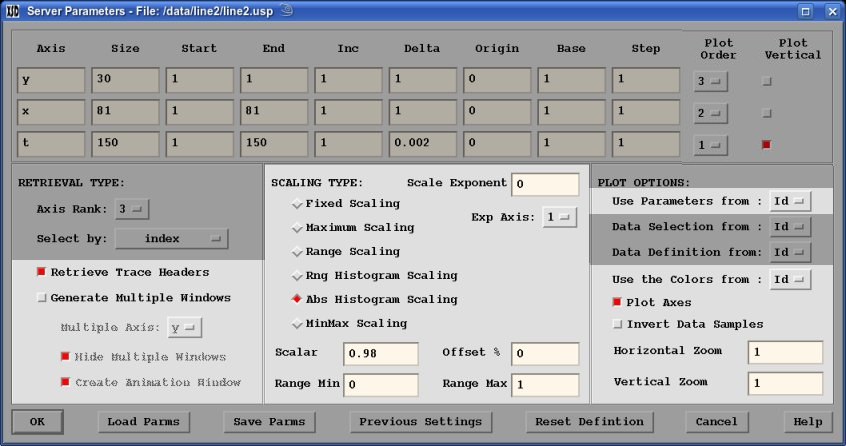 Server Parameters - File: /data/line2/line2.usp
Axis Size Start End Inc Delta Origin Base Step Plot Order Plot Vertical
y 30 1 1 1 1 0 1 1 3
x 81 1 81 1 1 0 1 1 2
t 150 1 150 1 0.002 0 1 1 1
RETRIEVAL TYPE:
Axis Rank: 3
Select by: index
Retrieve Trace Headers
Generate Multiple Windows
Multiple Axis: y
Hide Multiple Windows
Create Animation Window
SCALING TYPE: Scale Exponent 0
Fixed Scaling
Exp Axis: 1
Maximum Scaling
Range Scaling
Rng Histogram Scaling
Abs Histogram Scaling
MinMax Scaling
Scalar 0.98 Offset % 0
Range Min 0 Range Max 1
PLOT OPTIONS:
Use Parameters from : Id
Data Selection from : Id
Data Definition from: Id
Use the Colors from : Id
Plot Axes
Invert Data Samples
Horizontal Zoom 1
Vertical Zoom 1
OK Load Parms Save Parms Previous Settings Reset Defintion Cancel Help